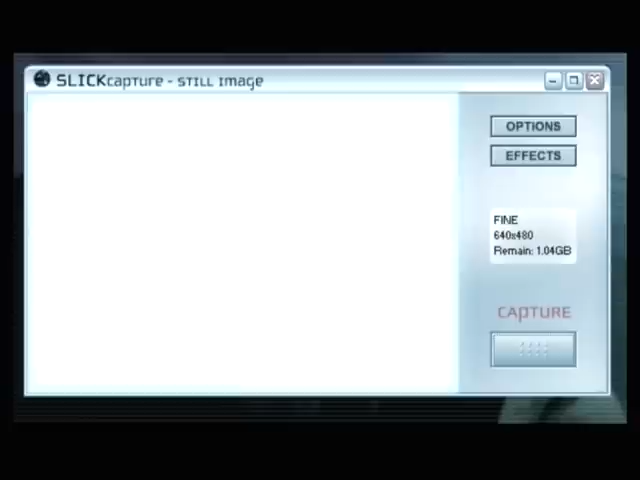 SLICKcapture - STILL image
OPTIONS
EFFECTS
FINE
640x480
Remain: 1.04GB
CAPTURE